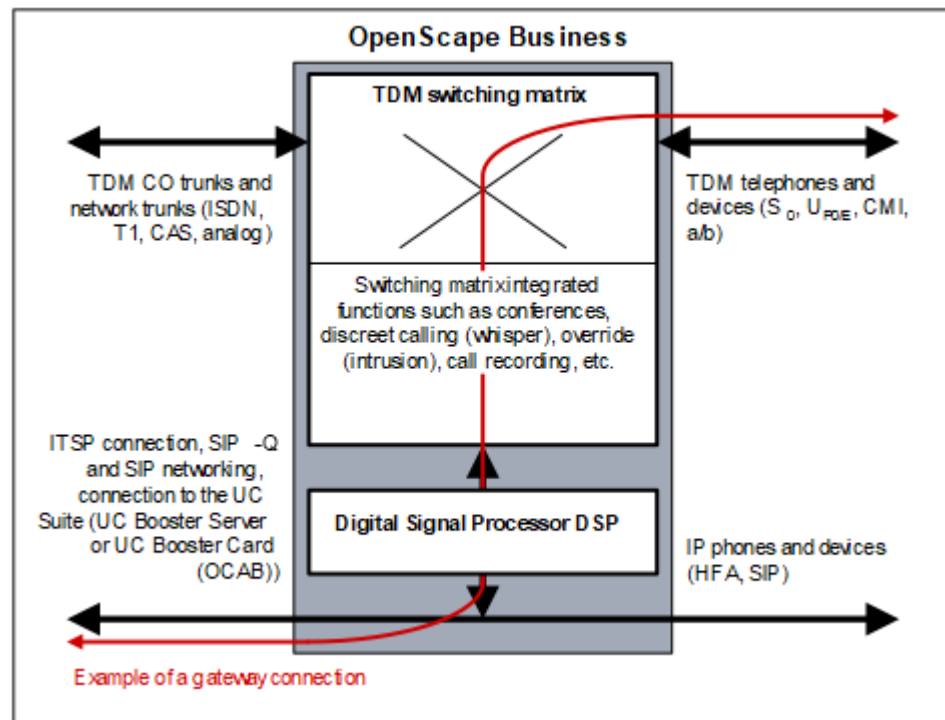 OpenScape Business
TDM switching matrix
TDM CO trunks and
network trunks (ISDN,
T1, CAS, analog)
TDM telephones and
devices (S₀, U_P0/E, CMI,
a/b)
Switching matrixintegrated
functions such as conferences,
discreet calling (whisper), override
(intrusion), call recording, etc.
ITSP connection, SIP -Q
and SIP networking,
connection to the UC
Suite (UC Booster Server
or UC Booster Card
(OCAB))
Digital Signal Processor DSP
IP phones and devices
(HFA, SIP)
Example of a gateway connection